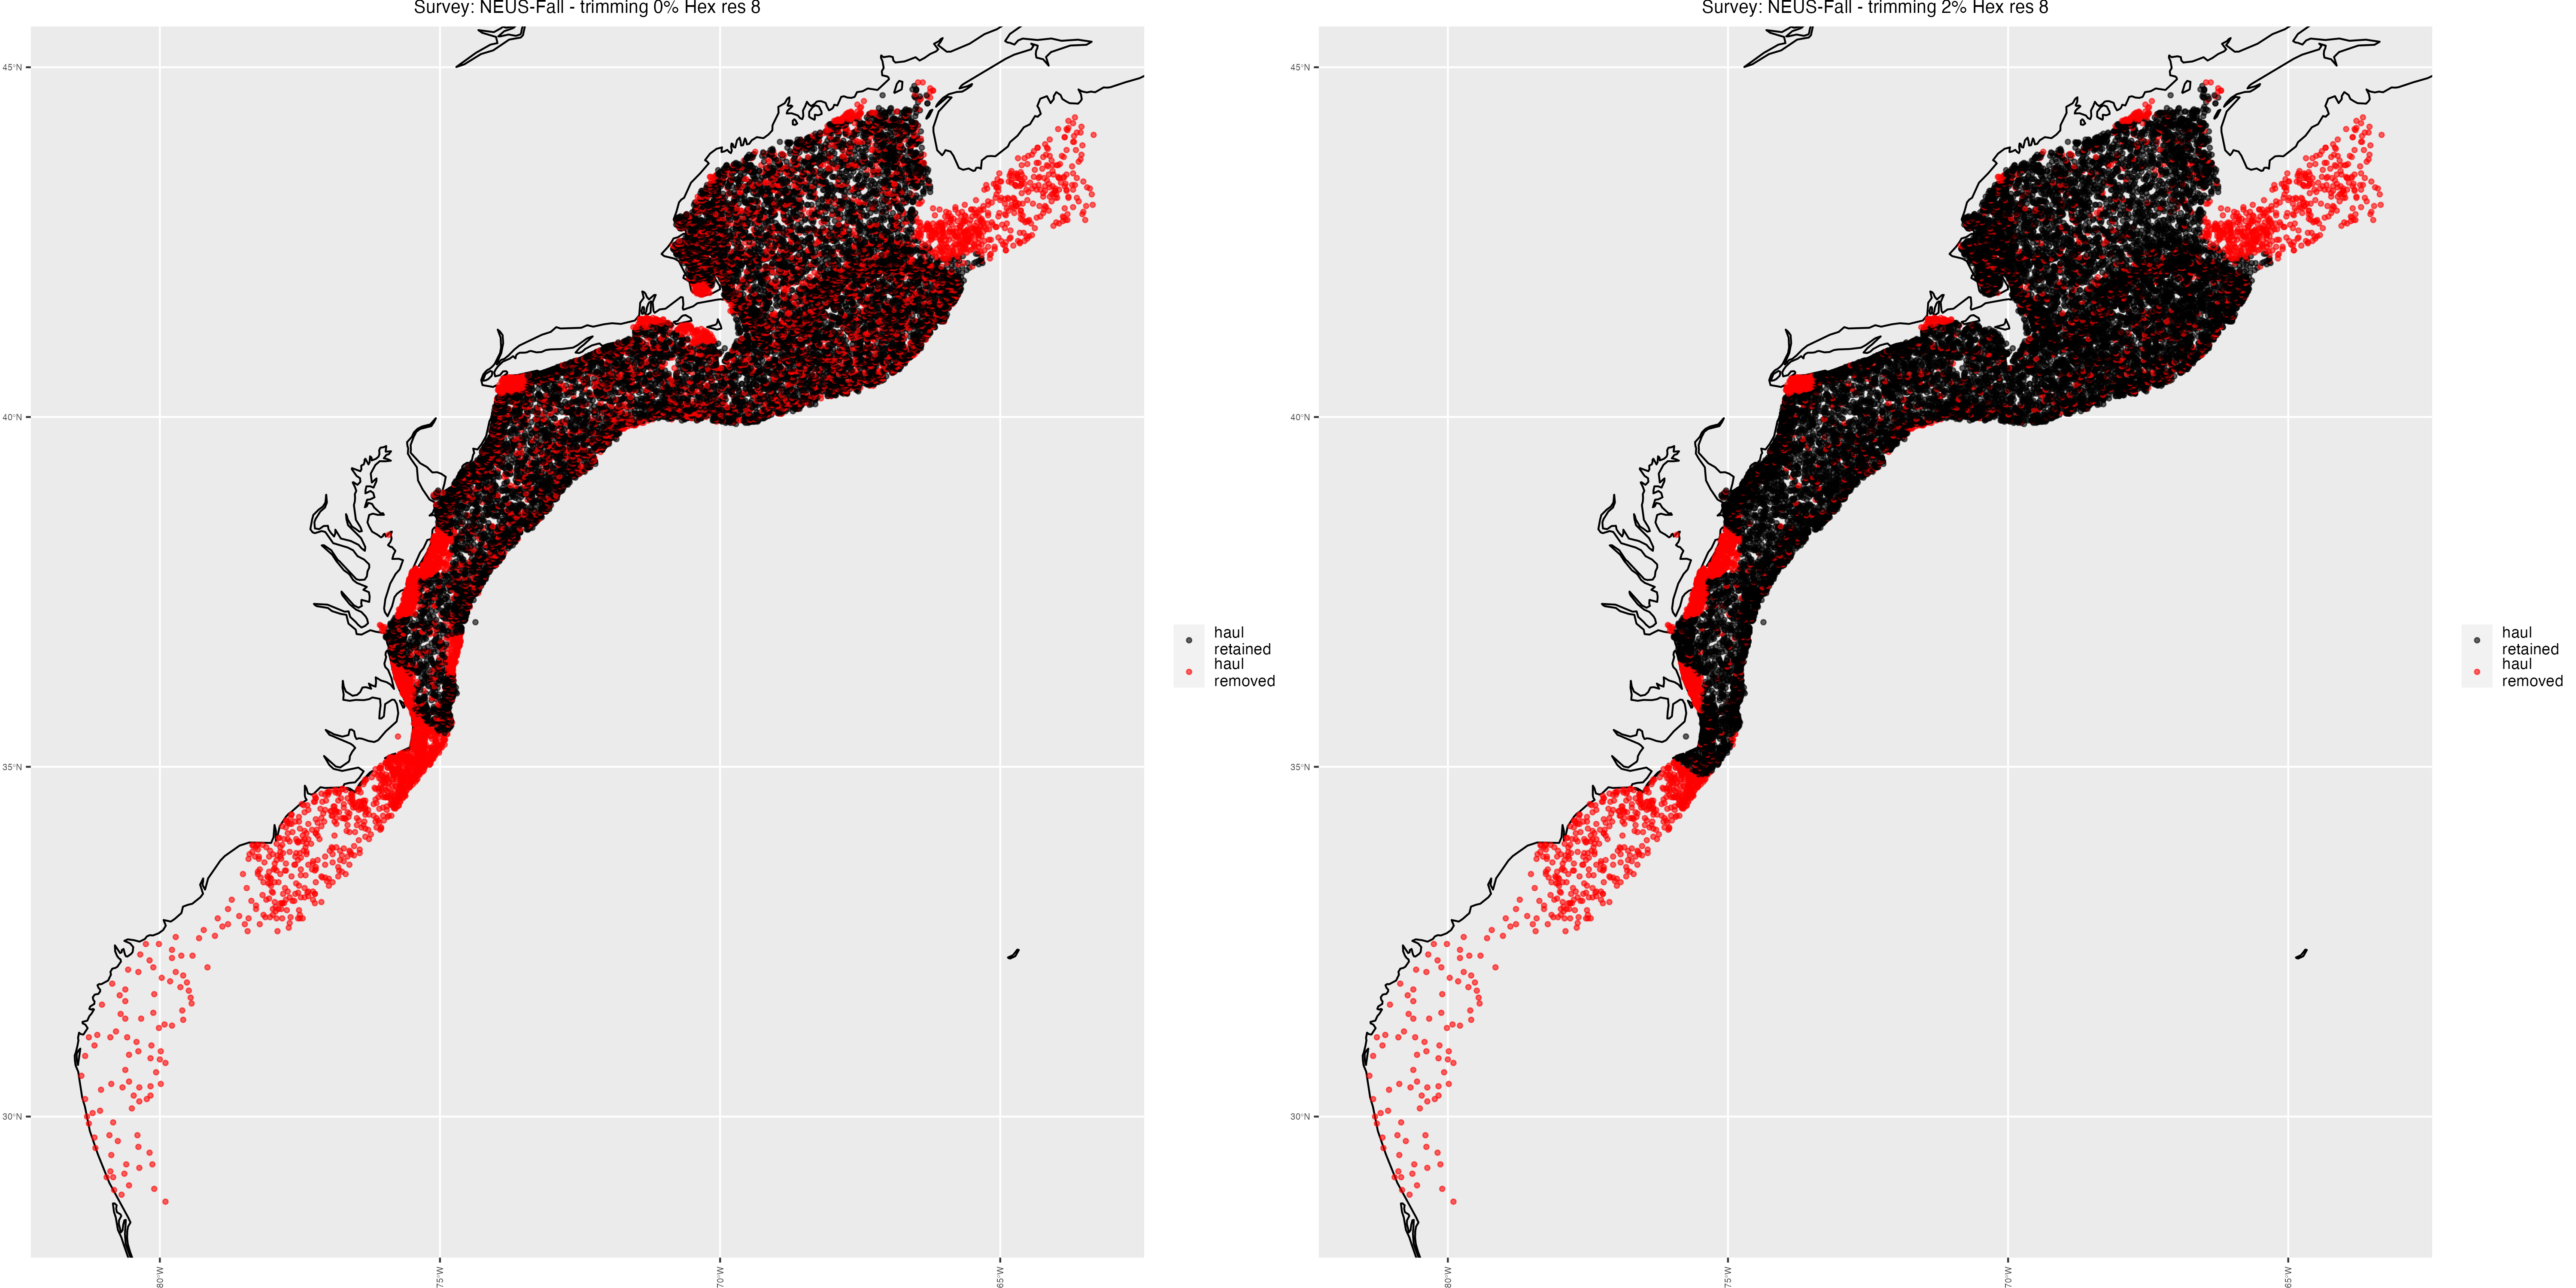 Survey: NEUS-Fall - trimming 0% Hex res 8
45°N
40°N
35°N
30°N
80°W
75°W
70°W
65°W
haul
retained
haul
removed
Survey: NEUS-Fall - trimming 2% Hex res 8
45°N
40°N
35°N
30°N
80°W
75°W
70°W
65°W
haul
retained
haul
removed